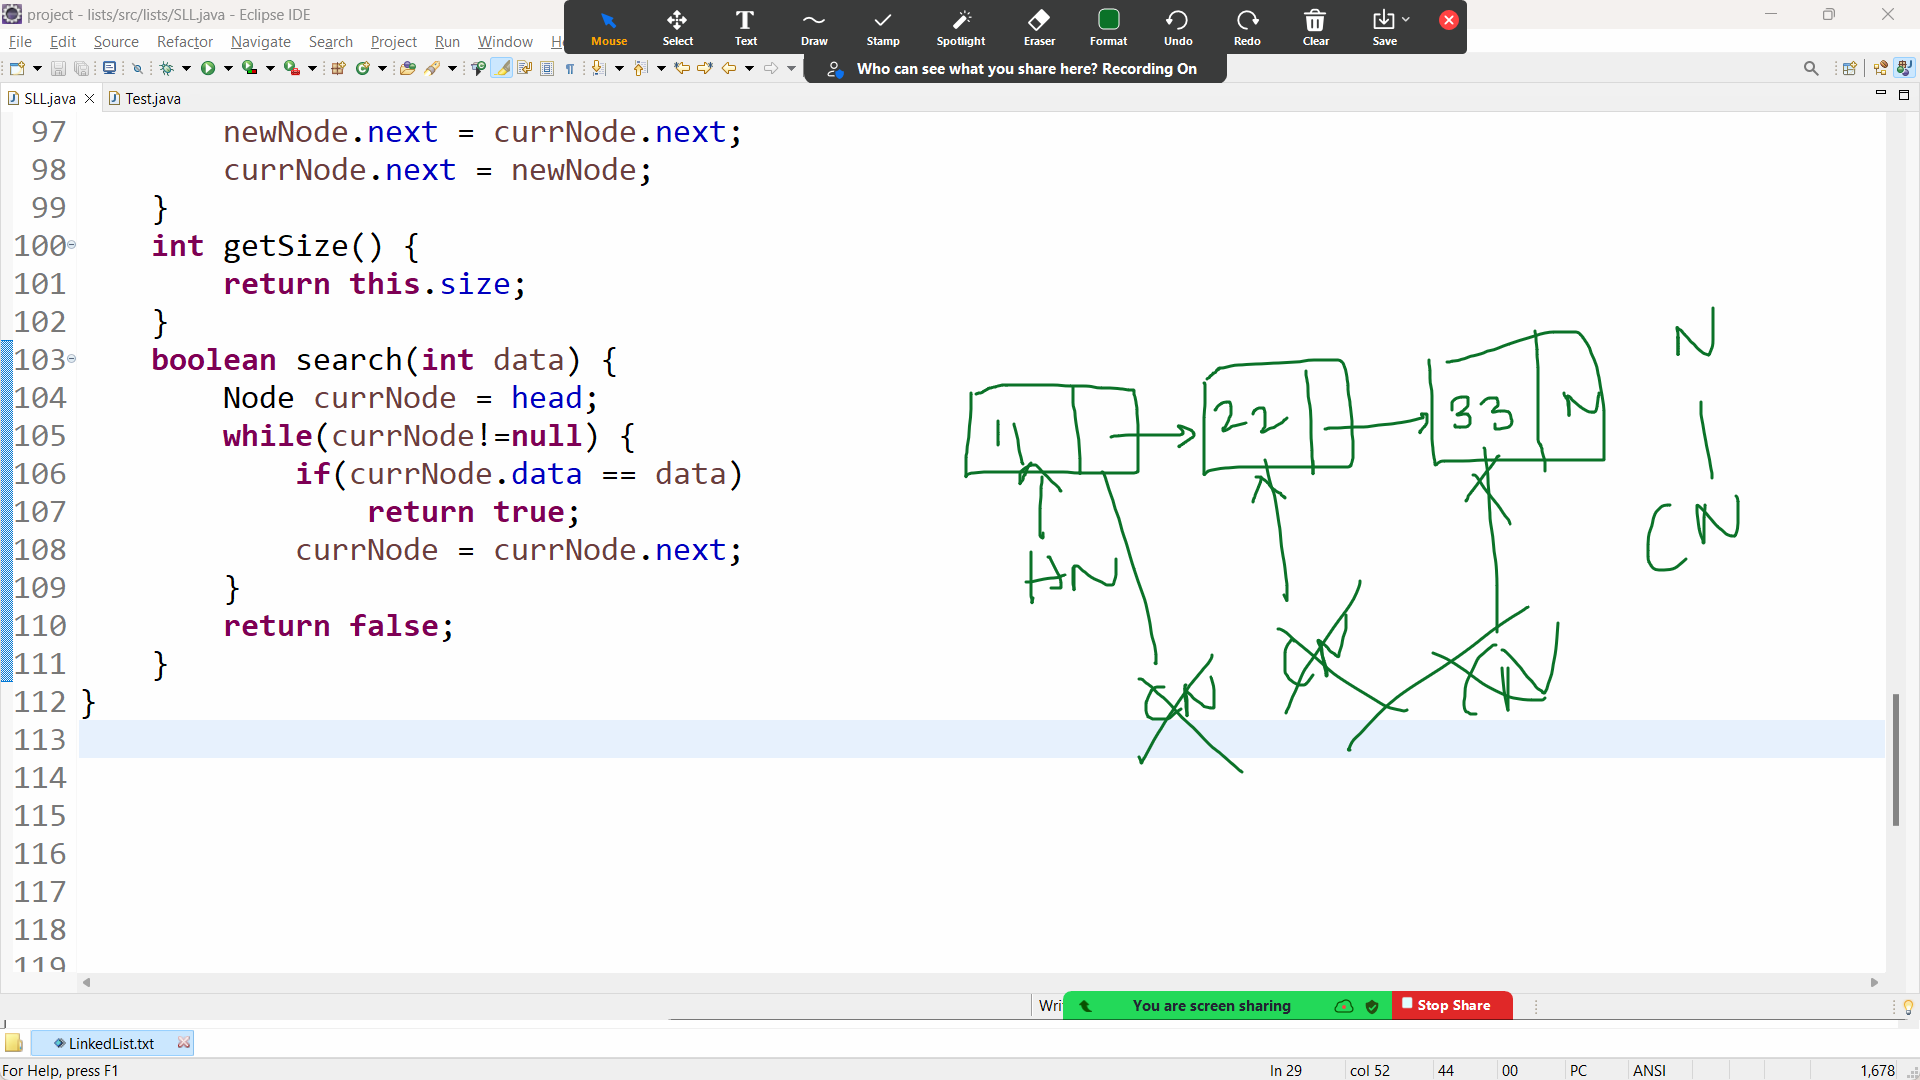 project - lists/src/lists/SLL.java - Eclipse IDE
File Edit Source Refactor Navigate Search Project Run Window
Mouse Select Text Draw Stamp Spotlight Eraser Format Undo Redo Clear Save
Who can see what you share here? Recording On
SLL.java Test.java
97 newNode.next = currNode.next;
98 currNode.next = newNode;
99 }
100 int getSize() {
101 return this.size;
102 }
103 boolean search(int data) {
104 Node currNode = head;
105 while(currNode!=null) {
106 if(currNode.data == data)
107 return true;
108 currNode = currNode.next;
109 }
110 return false;
111 }
112 }
113
114
115
116
117
118
119
11 22 33 N
N
HN
CN
CN CN CN
Wri
You are screen sharing Stop Share
LinkedList.txt
For Help, press F1 ln 29 col 52 44 00 PC ANSI 1,678